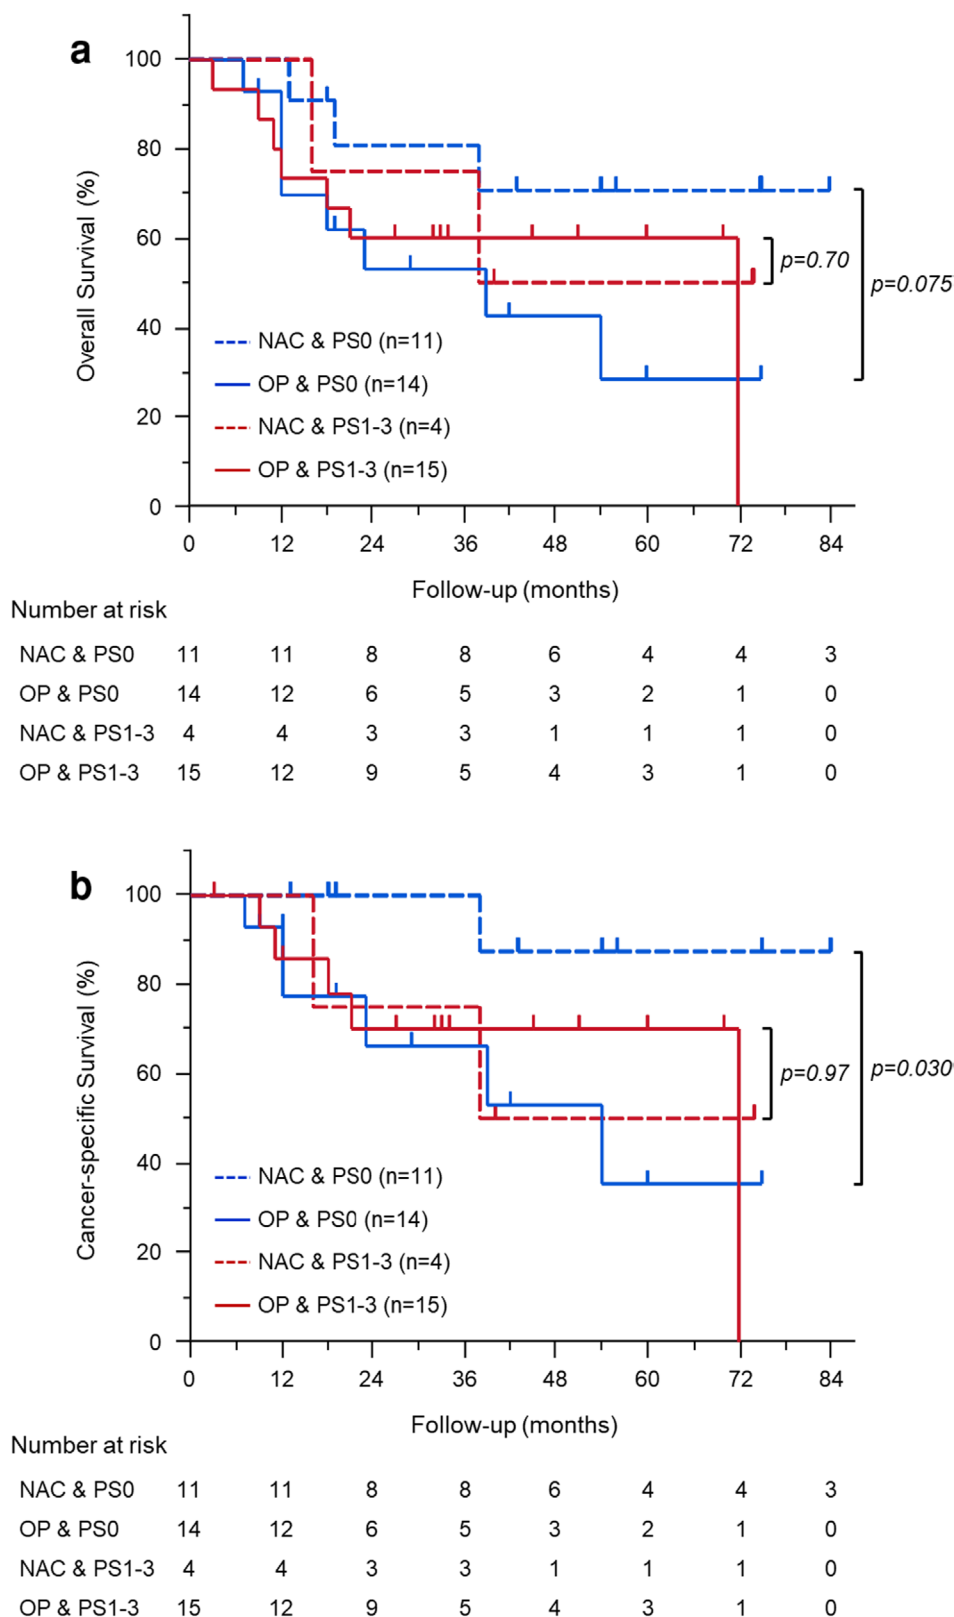 a
Overall Survival (%)
100
80
60
40
20
0
p=0.70
p=0.075
NAC & PS0 (n=11)
OP & PS0 (n=14)
NAC & PS1-3 (n=4)
OP & PS1-3 (n=15)
0 12 24 36 48 60 72 84
Follow-up (months)
Number at risk
NAC & PS0 11 11 8 8 6 4 4 3
OP & PS0 14 12 6 5 3 2 1 0
NAC & PS1-3 4 4 3 3 1 1 1 0
OP & PS1-3 15 12 9 5 4 3 1 0
b
Cancer-specific Survival (%)
100
80
60
40
20
0
p=0.97
p=0.030
NAC & PS0 (n=11)
OP & PS0 (n=14)
NAC & PS1-3 (n=4)
OP & PS1-3 (n=15)
0 12 24 36 48 60 72 84
Follow-up (months)
Number at risk
NAC & PS0 11 11 8 8 6 4 4 3
OP & PS0 14 12 6 5 3 2 1 0
NAC & PS1-3 4 4 3 3 1 1 1 0
OP & PS1-3 15 12 9 5 4 3 1 0